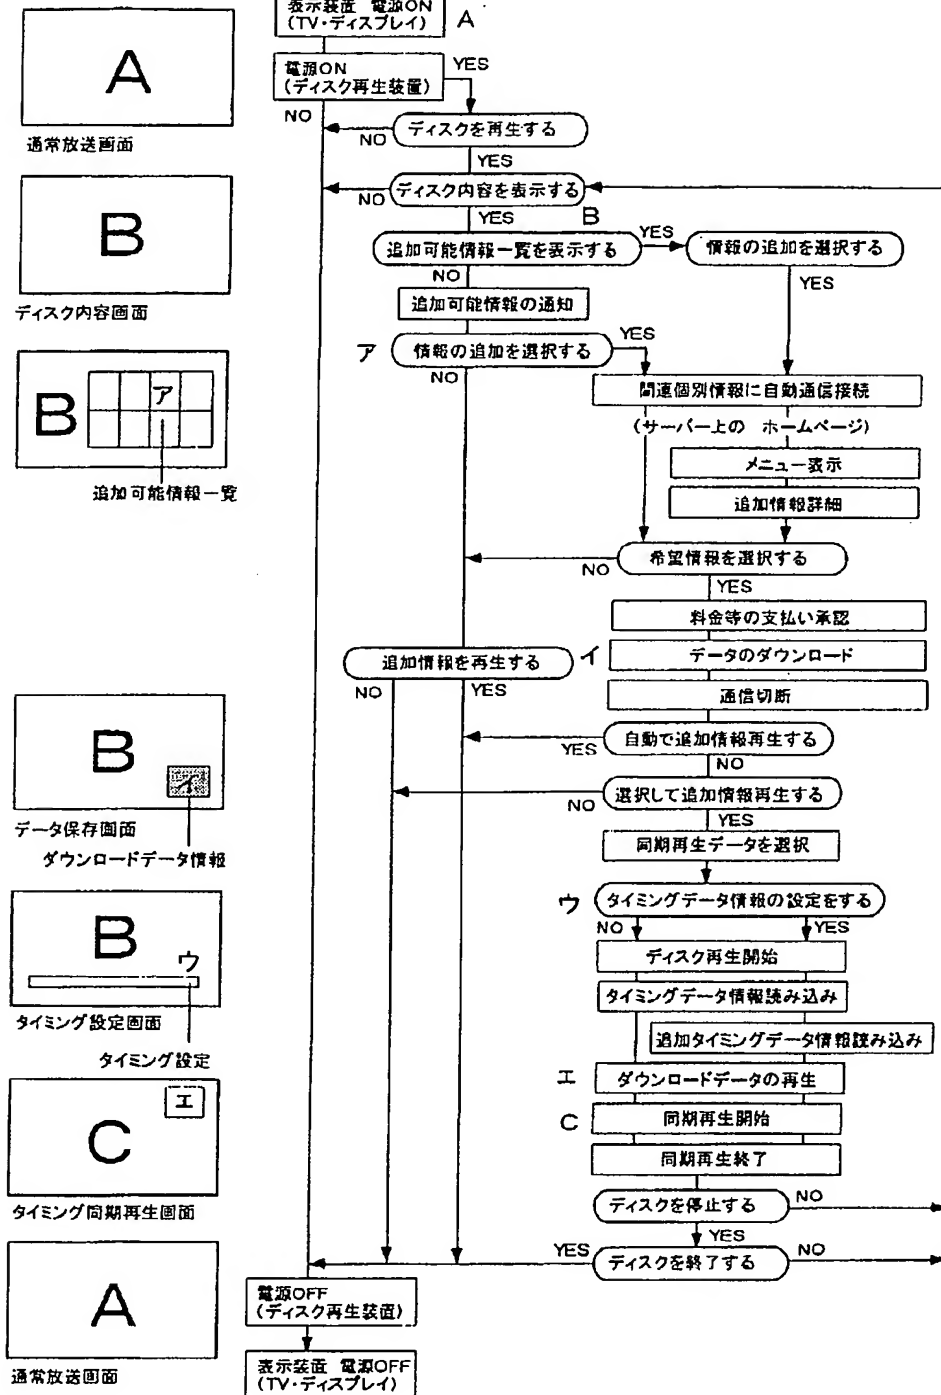 表示装置 電源ON
(TV・ディスプレイ)
A
A
通常放送画面
電源ON
(ディスク再生装置)
YES
NO
ディスクを再生する
NO
YES
ディスク内容を表示する
NO
YES
B
B
ディスク内容画面
追加可能情報一覧を表示する
YES
情報の追加を選択する
NO
YES
追加可能情報の通知
ア
情報の追加を選択する
YES
NO
B
ア
追加可能情報一覧
関連個別情報に自動通信接続
(サーバー上の ホームページ)
メニュー表示
追加情報詳細
希望情報を選択する
NO
YES
料金等の支払い承認
追加情報を再生する
イ
データのダウンロード
NO
YES
通信切断
B
イ
データ保存画面
ダウンロードデータ情報
自動で追加情報再生する
YES
NO
選択して追加情報再生する
NO
YES
同期再生データを選択
ウ
タイミングデータ情報の設定をする
NO
YES
B
ウ
タイミング設定画面
タイミング設定
ディスク再生開始
タイミングデータ情報読み込み
追加タイミングデータ情報読み込み
エ
ダウンロードデータの再生
C
同期再生開始
同期再生終了
エ
C
タイミング同期再生画面
ディスクを停止する
NO
YES
ディスクを終了する
YES
NO
A
通常放送画面
電源OFF
(ディスク再生装置)
表示装置 電源OFF
(TV・ディスプレイ)